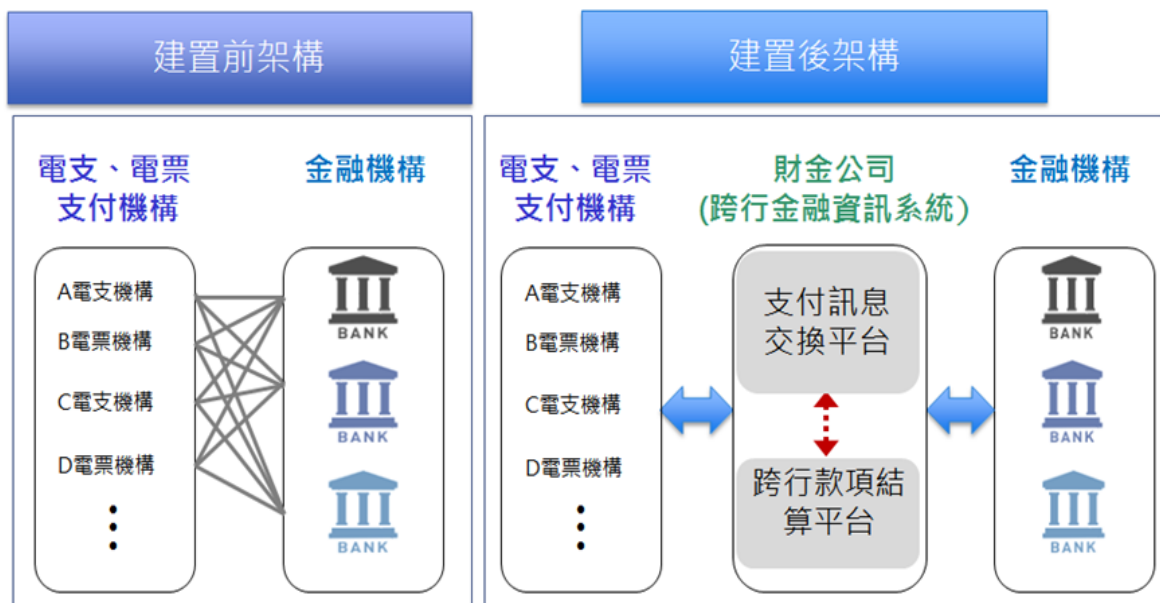 建置前架構
建置後架構
電支、電票
支付機構
金融機構
A電支機構
B電票機構
C電支機構
D電票機構
BANK
BANK
BANK
電支、電票
支付機構
財金公司
(跨行金融資訊系統)
金融機構
A電支機構
B電票機構
C電支機構
D電票機構
支付訊息
交換平台
跨行款項結
算平台
BANK
BANK
BANK